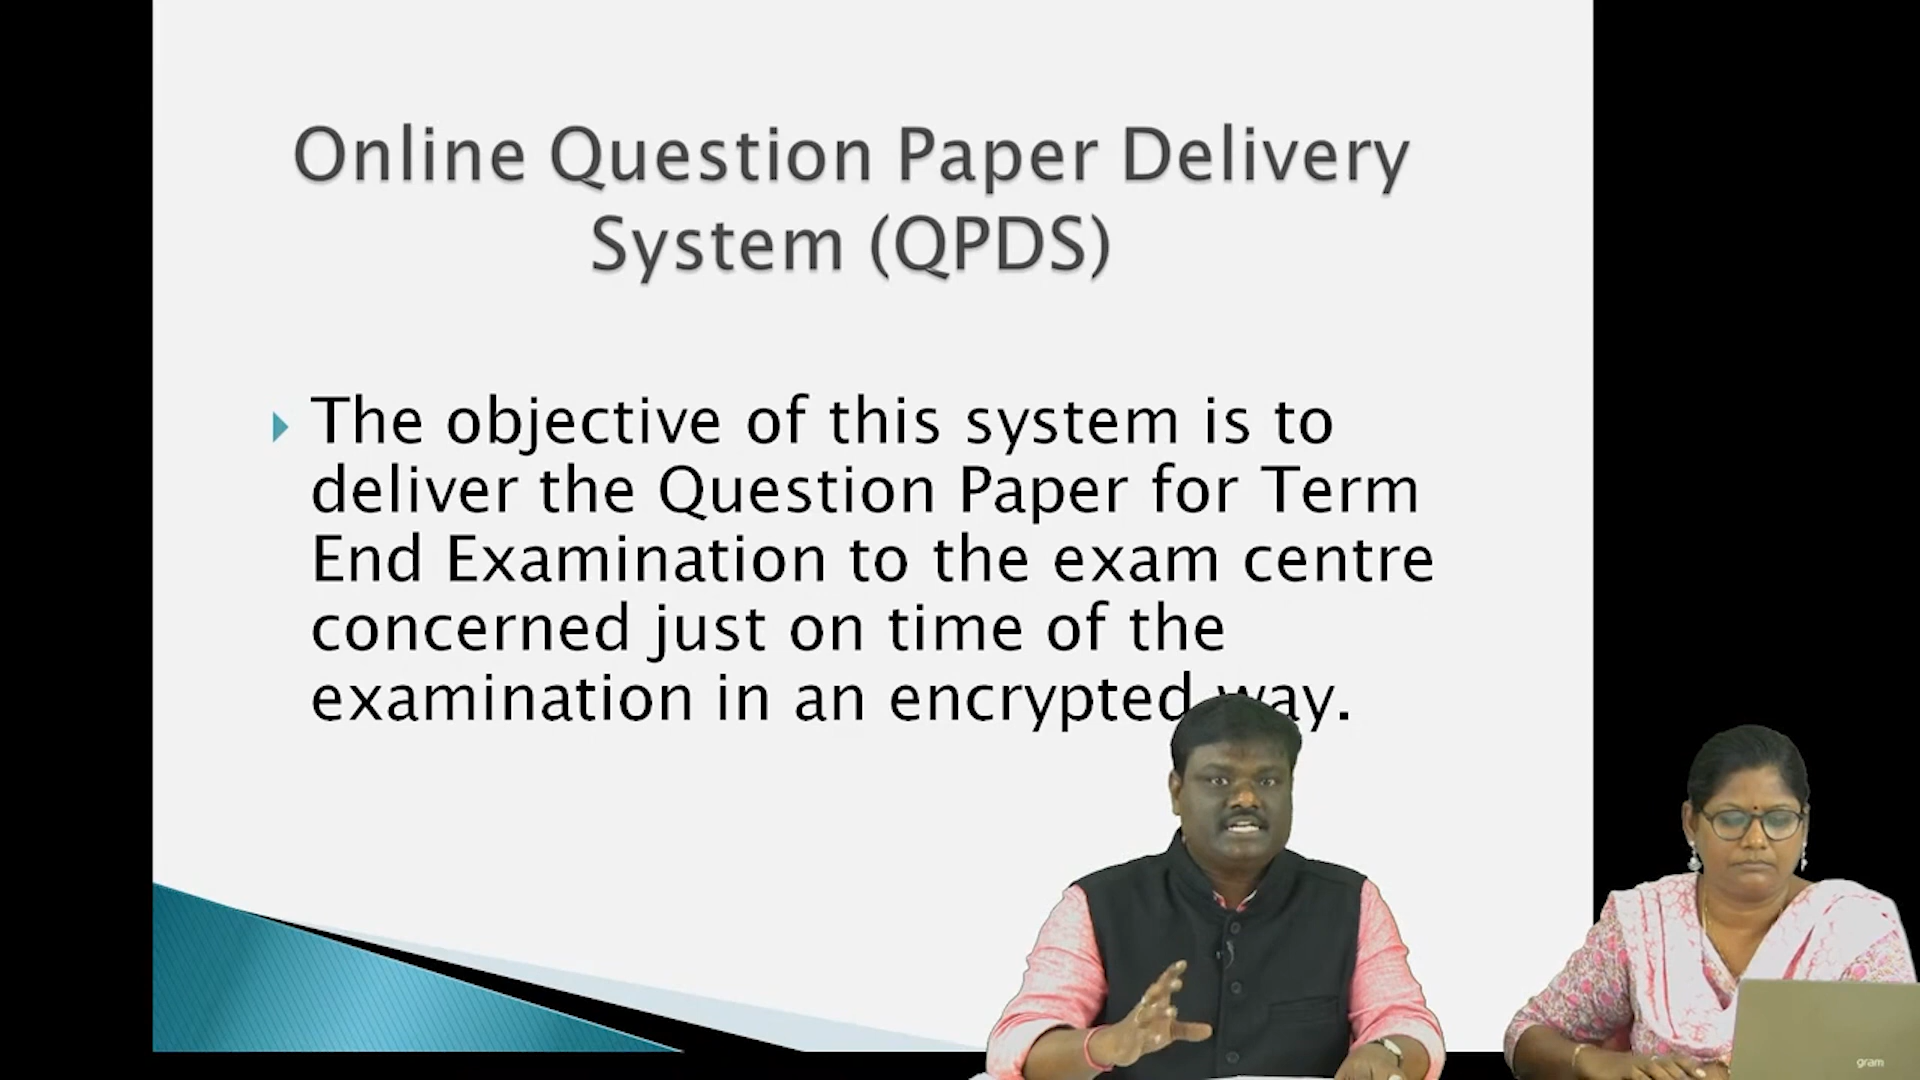 Online Question Paper Delivery
System (QPDS)
The objective of this system is to
deliver the Question Paper for Term
End Examination to the exam centre
concerned just on time of the
examination in an encrypted way.
gram